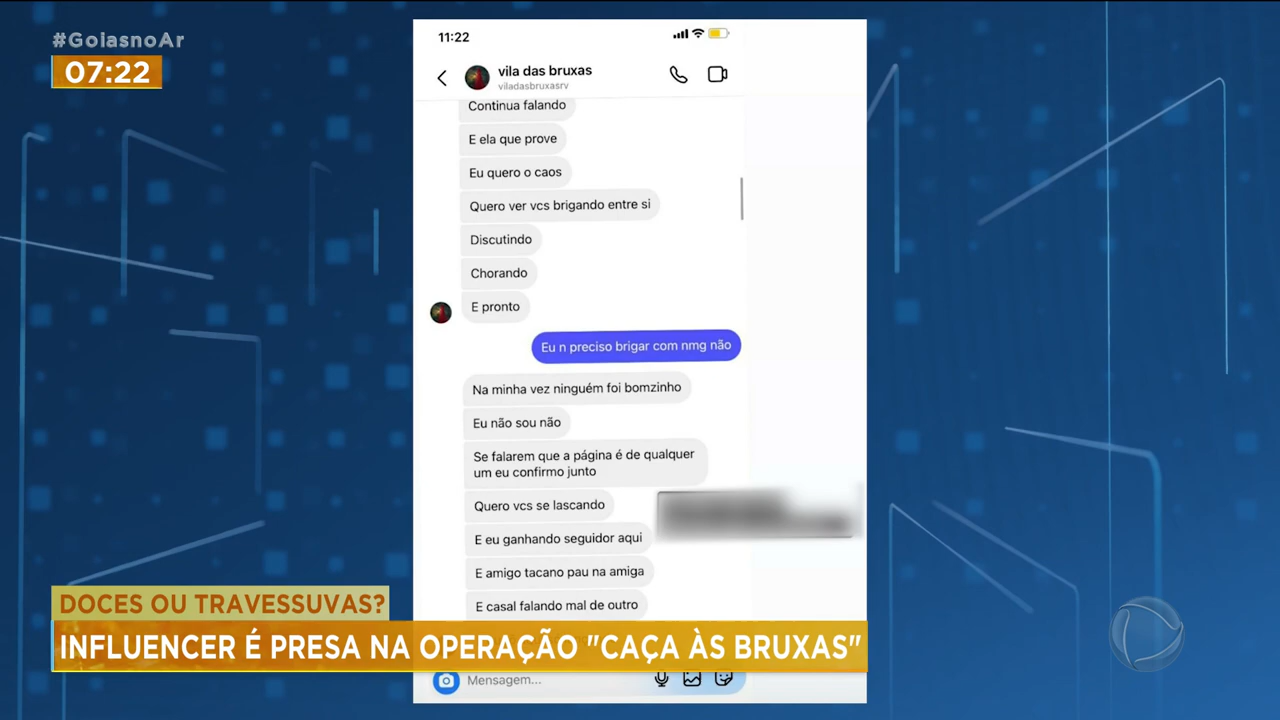 #GoiasnoAr
07:22
11:22
vila das bruxas
viladasbruxasrv
Continua falando
E ela que prove
Eu quero o caos
Quero ver vcs brigando entre si
Discutindo
Chorando
E pronto
Eu n preciso brigar com nmg não
Na minha vez ninguém foi bomzinho
Eu não sou não
Se falarem que a página é de qualquer
um eu confirmo junto
Quero vcs se lascando
E eu ganhando seguidor aqui
E amigo tacano pau na amiga
E casal falando mal de outro
DOCES OU TRAVESSUVAS?
INFLUENCER É PRESA NA OPERAÇÃO "CAÇA ÀS BRUXAS"
Mensagem...